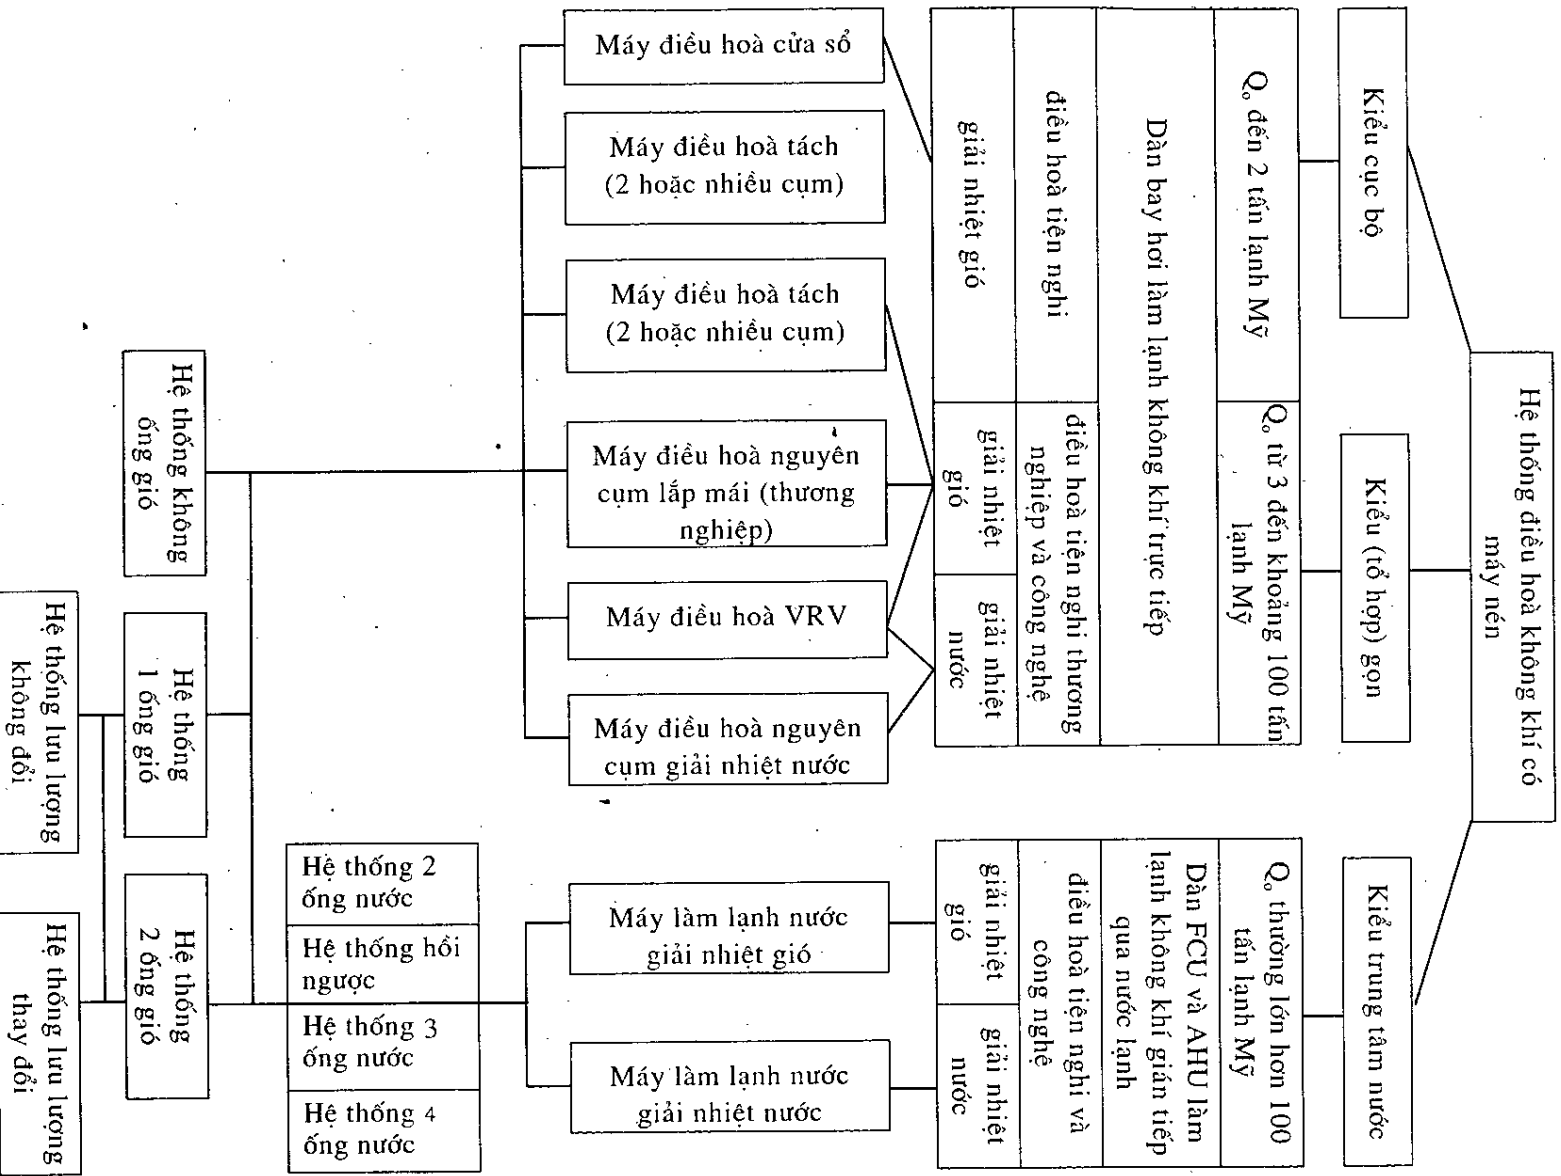 Hệ thống điều hoà không khí có
máy nén
Kiểu cục bộ
Kiểu (tổ hợp) gọn
Kiểu trung tâm nước
Qₒ đến 2 tấn lạnh Mỹ
Qₒ từ 3 đến khoảng 100 tấn
lạnh Mỹ
Dàn bay hơi làm lạnh không khí trực tiếp
điều hoà tiện nghi
điều hoà tiện nghi thương
nghiệp và công nghệ
giải nhiệt gió
giải nhiệt
gió
giải nhiệt
nước
Qₒ thường lớn hơn 100
tấn lạnh Mỹ
Dàn FCU và AHU làm
lạnh không khí gián tiếp
qua nước lạnh
điều hoà tiện nghi và
công nghệ
giải nhiệt
gió
giải nhiệt
nước
Máy điều hoà cửa sổ
Máy điều hoà tách
(2 hoặc nhiều cụm)
Máy điều hoà tách
(2 hoặc nhiều cụm)
Máy điều hoà nguyên
cụm lắp mái (thương
nghiệp)
Máy điều hoà VRV
Máy điều hoà nguyên
cụm giải nhiệt nước
Máy làm lạnh nước
giải nhiệt gió
Máy làm lạnh nước
giải nhiệt nước
Hệ thống 2
ống nước
Hệ thống hồi
ngược
Hệ thống 3
ống nước
Hệ thống 4
ống nước
Hệ thống không
ống gió
Hệ thống
1 ống gió
Hệ thống
2 ống gió
Hệ thống lưu lượng
không đổi
Hệ thống lưu lượng
thay đổi